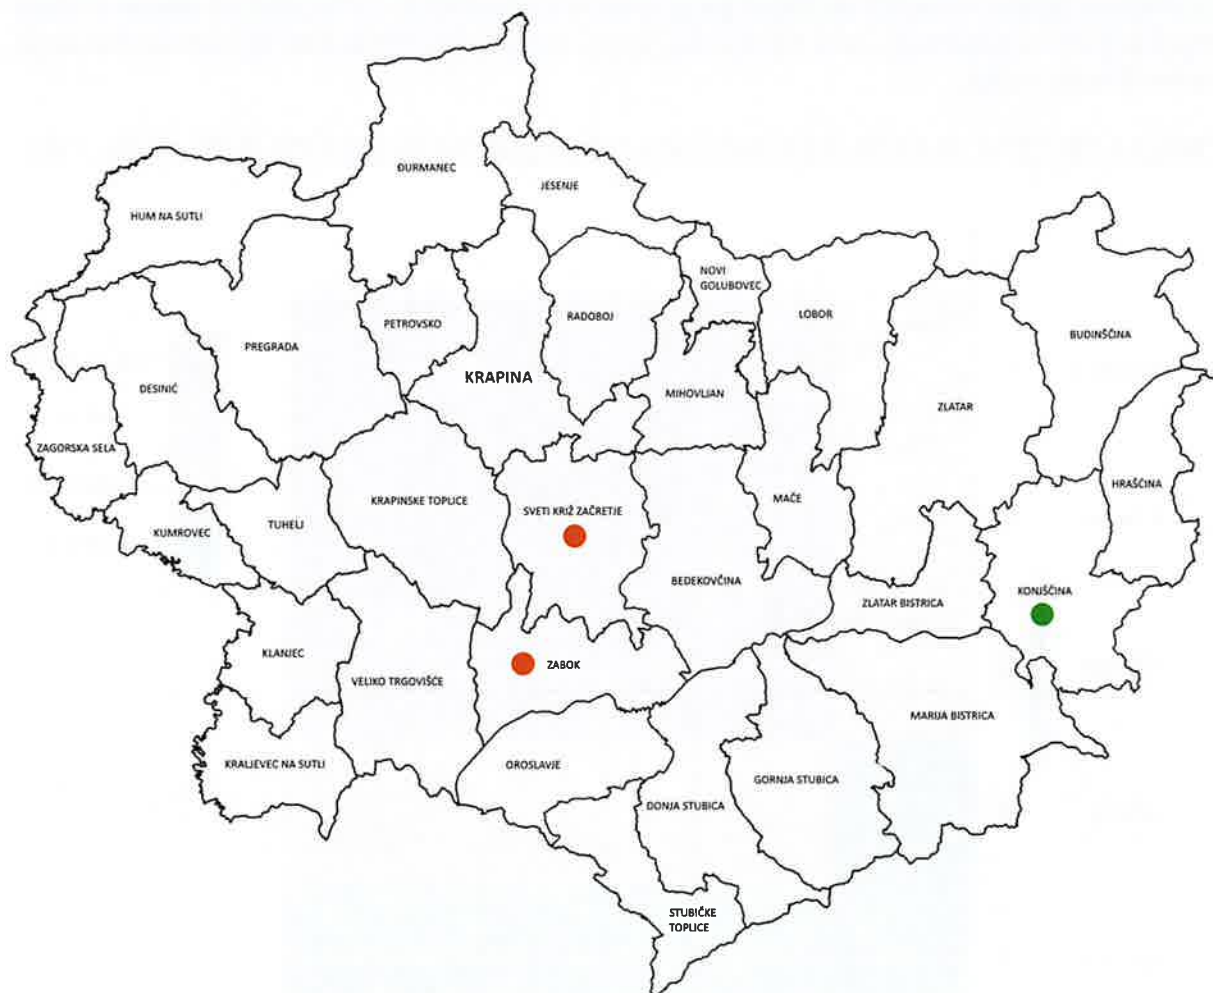 ĐURMANEC
JESENJE
HUM NA SUTLI
NOVI
GOLUBOVEC
RADOBOJ
LOBOR
PETROVSKO
BUDINŠČINA
PREGRADA
KRAPINA
DESINIĆ
MIHOVLJAN
ZLATAR
ZAGORSKA SELA
HRAŠČINA
KRAPINSKE TOPLICE
MAČE
SVETI KRIŽ ZAČRETJE
TUHELJ
KUMROVEC
BEDEKOVČINA
KONJŠČINA
ZLATAR BISTRICA
KLANJEC
ZABOK
VELIKO TRGOVIŠĆE
MARIJA BISTRICA
KRALJEVEC NA SUTLI
OROSLAVJE
GORNJA STUBICA
DONJA STUBICA
STUBIČKE
TOPLICE